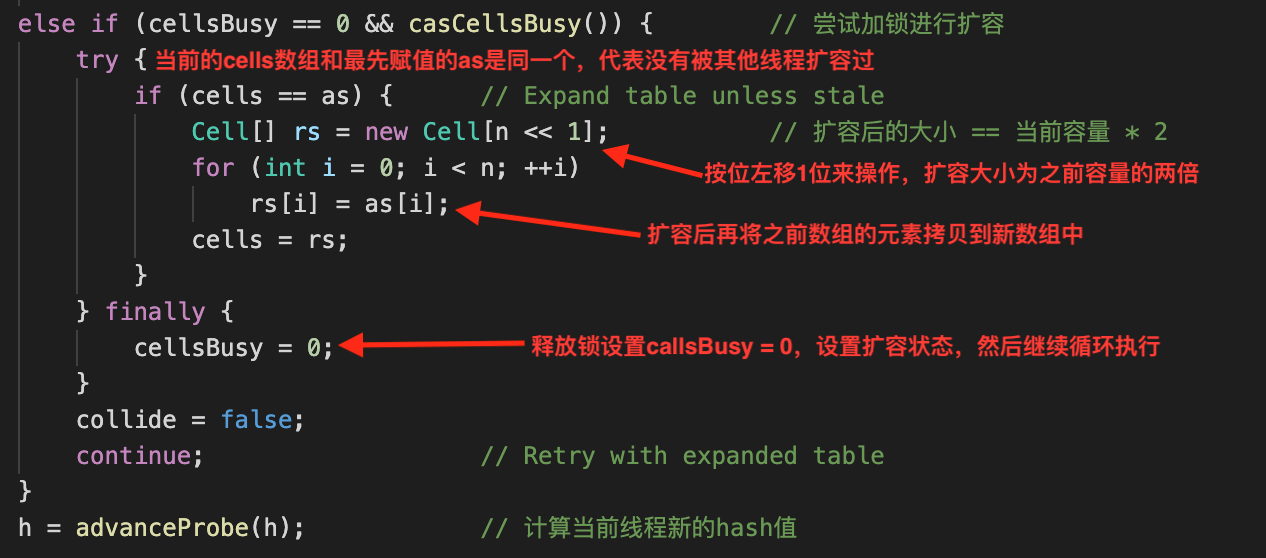 else if (cellsBusy == 0 && casCellsBusy()) {        // 尝试加锁进行扩容
try { 当前的cells数组和最先赋值的as是同一个，代表没有被其他线程扩容过
if (cells == as) {      // Expand table unless stale
Cell[] rs = new Cell[n << 1];           // 扩容后的大小 == 当前容量 * 2
for (int i = 0; i < n; ++i)
按位左移1位来操作，扩容大小为之前容量的两倍
rs[i] = as[i];
扩容后再将之前数组的元素拷贝到新数组中
cells = rs;
}
} finally {
cellsBusy = 0; 释放锁设置callsBusy = 0，设置扩容状态，然后继续循环执行
}
collide = false;
continue;                   // Retry with expanded table
}
h = advanceProbe(h);            // 计算当前线程新的hash值